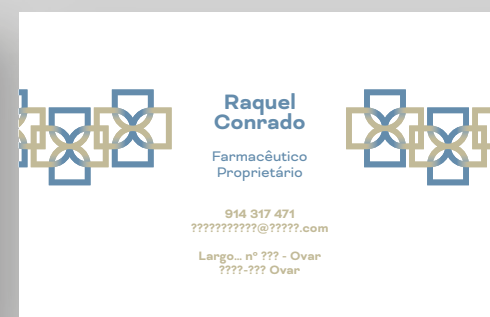 Raquel
Conrado
Farmacêutico
Proprietário
914 317 471
???????????@?????.com
Largo... nº ??? - Ovar
????-??? Ovar